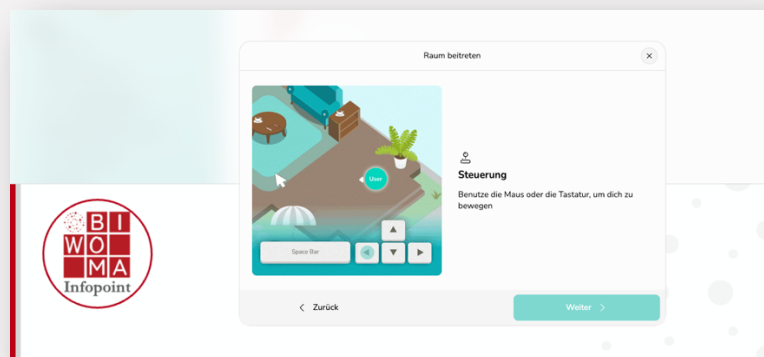 Raum beitreten
User
Space Bar
Steuerung
Benutze die Maus oder die Tastatur, um dich zu
bewegen
Zurück
Weiter
BI
WO
MA
Infopoint